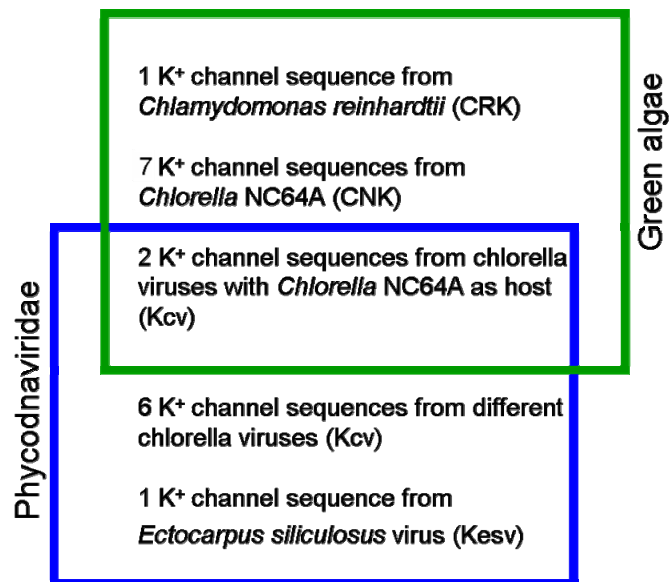 1 K⁺ channel sequence from
Chlamydomonas reinhardtii (CRK)
7 K⁺ channel sequences from
Chlorella NC64A (CNK)
2 K⁺ channel sequences from chlorella
viruses with Chlorella NC64A as host
(Kcv)
6 K⁺ channel sequences from different
chlorella viruses (Kcv)
1 K⁺ channel sequence from
Ectocarpus siliculosus virus (Kesv)
Green algae
Phycodnaviridae